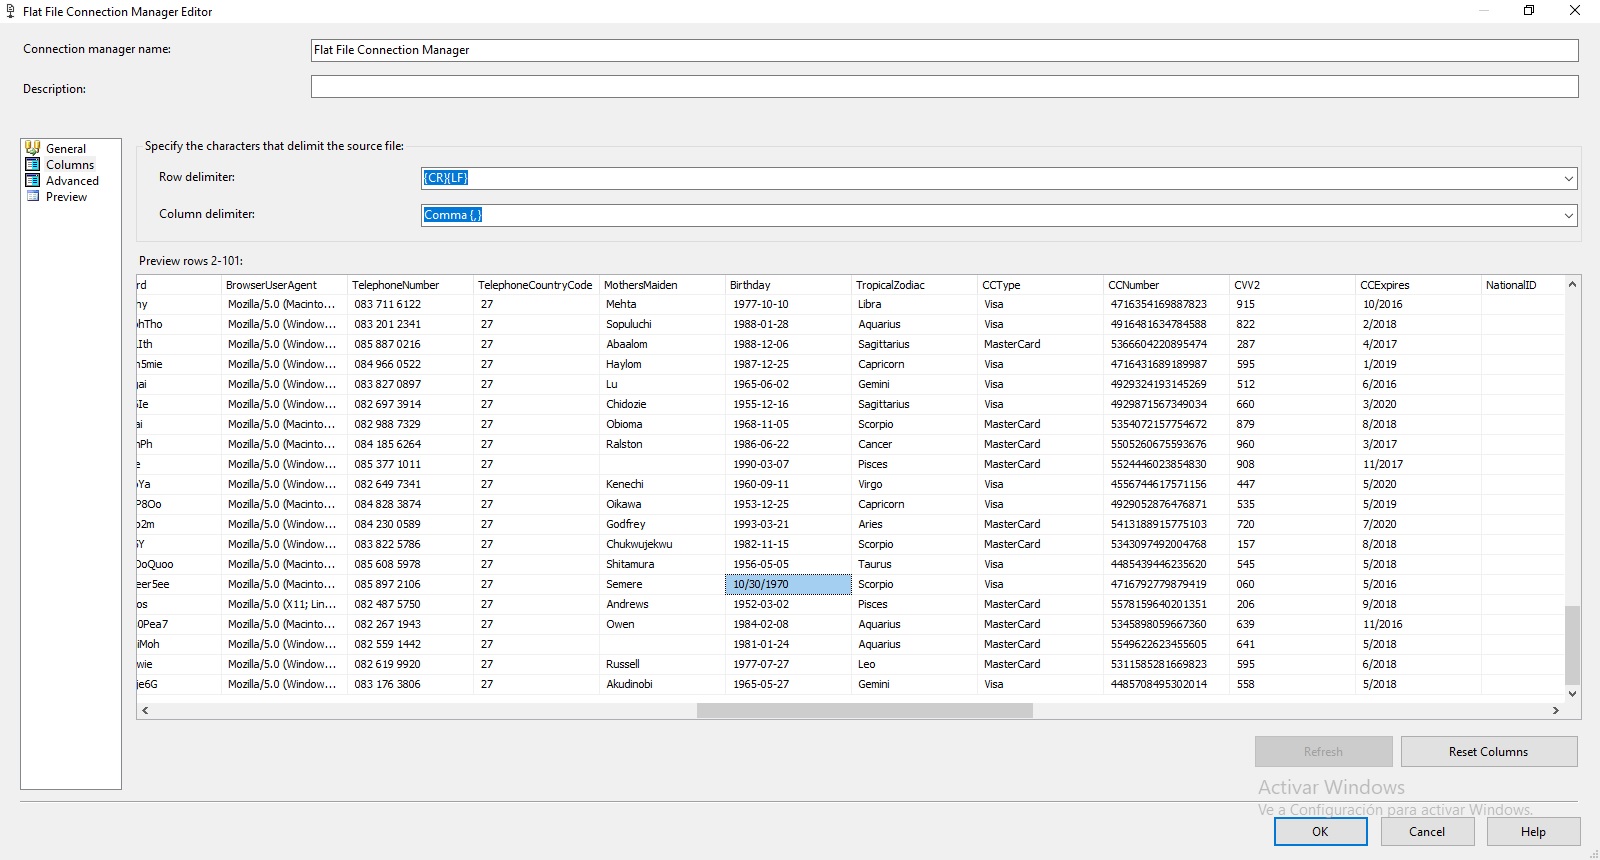 Flat File Connection Manager Editor
Connection manager name: Flat File Connection Manager
Description:
General
Columns
Advanced
Preview
Specify the characters that delimit the source file:
Row delimiter: {CR}{LF}
Column delimiter: Comma {,}
Preview rows 2-101:
rd BrowserUserAgent TelephoneNumber TelephoneCountryCode MothersMaiden Birthday TropicalZodiac CCType CCNumber CVV2 CCExpires NationalID
ny Mozilla/5.0 (Macinto... 083 711 6122 27 Mehta 1977-10-10 Libra Visa 4716354169887823 915 10/2016
ohTho Mozilla/5.0 (Window... 083 201 2341 27 Sopuluchi 1988-01-28 Aquarius Visa 4916481634784588 822 2/2018
Ith Mozilla/5.0 (Window... 085 887 0216 27 Abaalom 1988-12-06 Sagittarius MasterCard 5366604220895474 287 4/2017
n5mie Mozilla/5.0 (Window... 084 966 0522 27 Haylom 1987-12-25 Capricorn Visa 4716431689189987 595 1/2019
gai Mozilla/5.0 (Window... 083 827 0897 27 Lu 1965-06-02 Gemini Visa 4929324193145269 512 6/2016
Ie Mozilla/5.0 (Window... 082 697 3914 27 Chidozie 1955-12-16 Sagittarius Visa 4929871567349034 660 3/2020
ai Mozilla/5.0 (Window... 082 988 7329 27 Obioma 1968-11-05 Scorpio MasterCard 5354072157754672 879 8/2018
nPh Mozilla/5.0 (Macinto... 084 185 6264 27 Ralston 1986-06-22 Cancer MasterCard 5505260675593676 960 3/2017
e Mozilla/5.0 (Window... 085 377 1011 27 1990-03-07 Pisces MasterCard 5524446023854830 908 11/2017
Ya Mozilla/5.0 (Window... 082 649 7341 27 Kenechi 1960-09-11 Virgo Visa 4556744617571156 447 5/2020
P8Oo Mozilla/5.0 (Macinto... 084 828 3874 27 Oikawa 1953-12-25 Capricorn Visa 4929052876476871 535 5/2019
o2m Mozilla/5.0 (Window... 084 230 0589 27 Godfrey 1993-03-21 Aries MasterCard 5413188915775103 720 7/2020
Y Mozilla/5.0 (Window... 083 822 5786 27 Chukwujekwu 1982-11-15 Scorpio MasterCard 5343097492004768 157 8/2018
OoQuoo Mozilla/5.0 (Macinto... 085 608 5978 27 Shitamura 1956-05-05 Taurus Visa 4485439446235620 545 5/2018
eer5ee Mozilla/5.0 (Window... 085 897 2106 27 Semere 10/30/1970 Scorpio Visa 4716792779879419 060 5/2016
os Mozilla/5.0 (X11; Lin... 082 487 5750 27 Andrews 1952-03-02 Pisces MasterCard 5578159640201351 206 9/2018
0Pea7 Mozilla/5.0 (Macinto... 082 267 1943 27 Owen 1984-02-08 Aquarius MasterCard 5345898059667360 639 11/2016
iMoh Mozilla/5.0 (Window... 082 559 1442 27 1981-01-24 Aquarius MasterCard 5549622623455605 641 5/2018
wie Mozilla/5.0 (Window... 082 619 9920 27 Russell 1977-07-27 Leo MasterCard 5311585281669823 595 6/2018
je6G Mozilla/5.0 (Window... 083 176 3806 27 Akudinobi 1965-05-27 Gemini Visa 4485708495302014 558 5/2018
Refresh Reset Columns
Activar Windows
Ve a Configuración para activar Windows.
OK Cancel Help